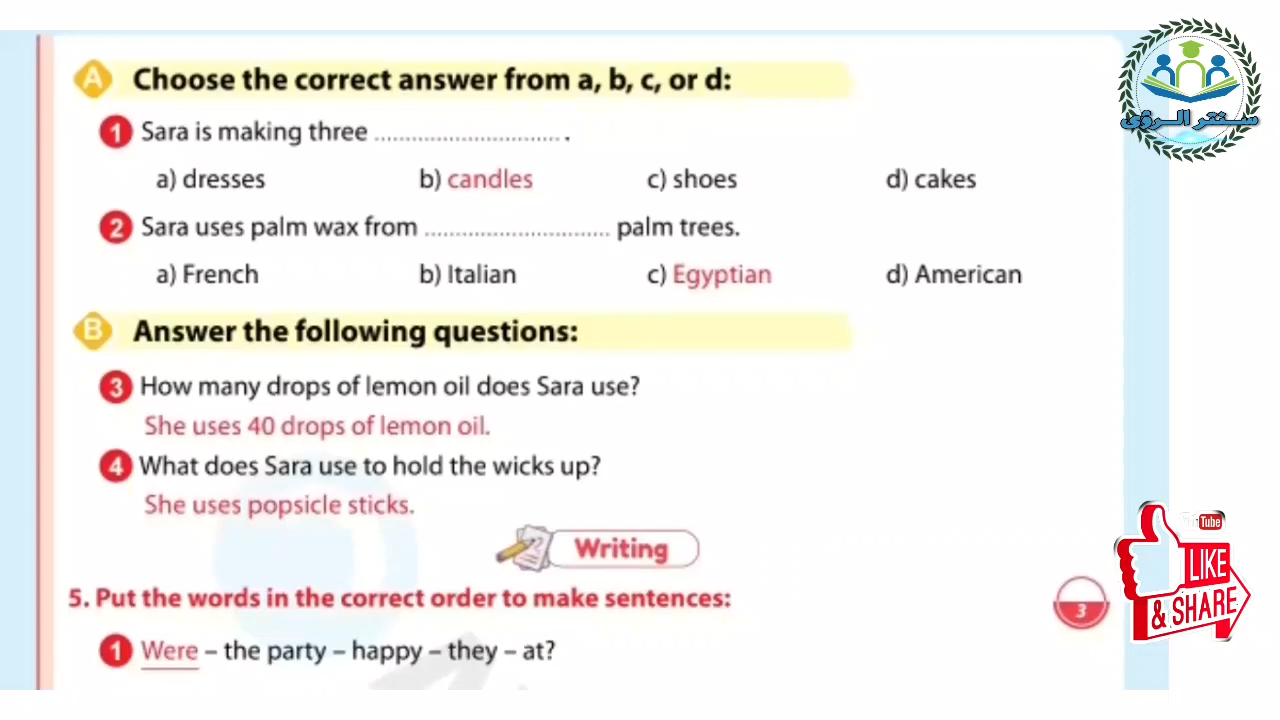 سنتر الرؤى
A Choose the correct answer from a, b, c, or d:
1 Sara is making three ............................. .
a) dresses b) candles c) shoes d) cakes
2 Sara uses palm wax from ............................. palm trees.
a) French b) Italian c) Egyptian d) American
B Answer the following questions:
3 How many drops of lemon oil does Sara use?
She uses 40 drops of lemon oil.
4 What does Sara use to hold the wicks up?
She uses popsicle sticks.
Writing
5. Put the words in the correct order to make sentences:
3
1 Were – the party – happy – they – at?
Tube
LIKE
& SHARE